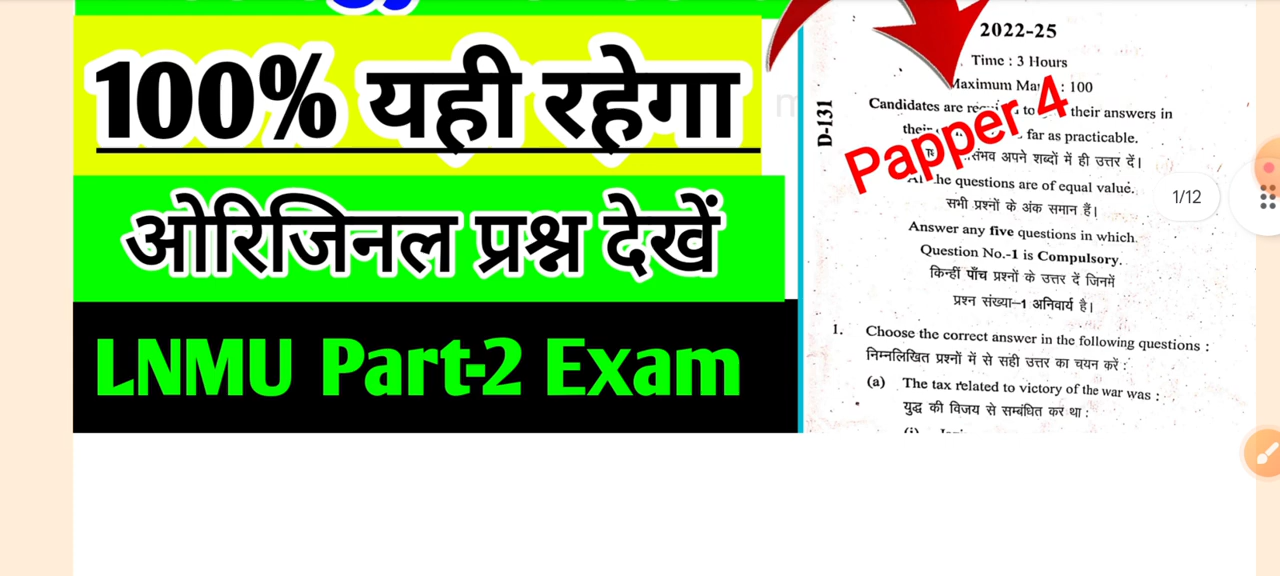 100% यही रहेगा
ओरिजिनल प्रश्न देखें
LNMU Part-2 Exam
2022-25
Time : 3 Hours
Maximum : 100
D-131
Candidates are to their answers in
far as practicable.
Papper 4
संभव अपने शब्दों में ही उत्तर दें।
the questions are of equal value.
सभी प्रश्नों के अंक समान हैं।
1/12
Answer any five questions in which
Question No.-1 is Compulsory.
किन्हीं पाँच प्रश्नों के उत्तर दें जिनमें
प्रश्न संख्या-1 अनिवार्य है।
1. Choose the correct answer in the following questions :
निम्नलिखित प्रश्नों में से सही उत्तर का चयन करें :
(a) The tax related to victory of the war was :
युद्ध की विजय से सम्बंधित कर था :